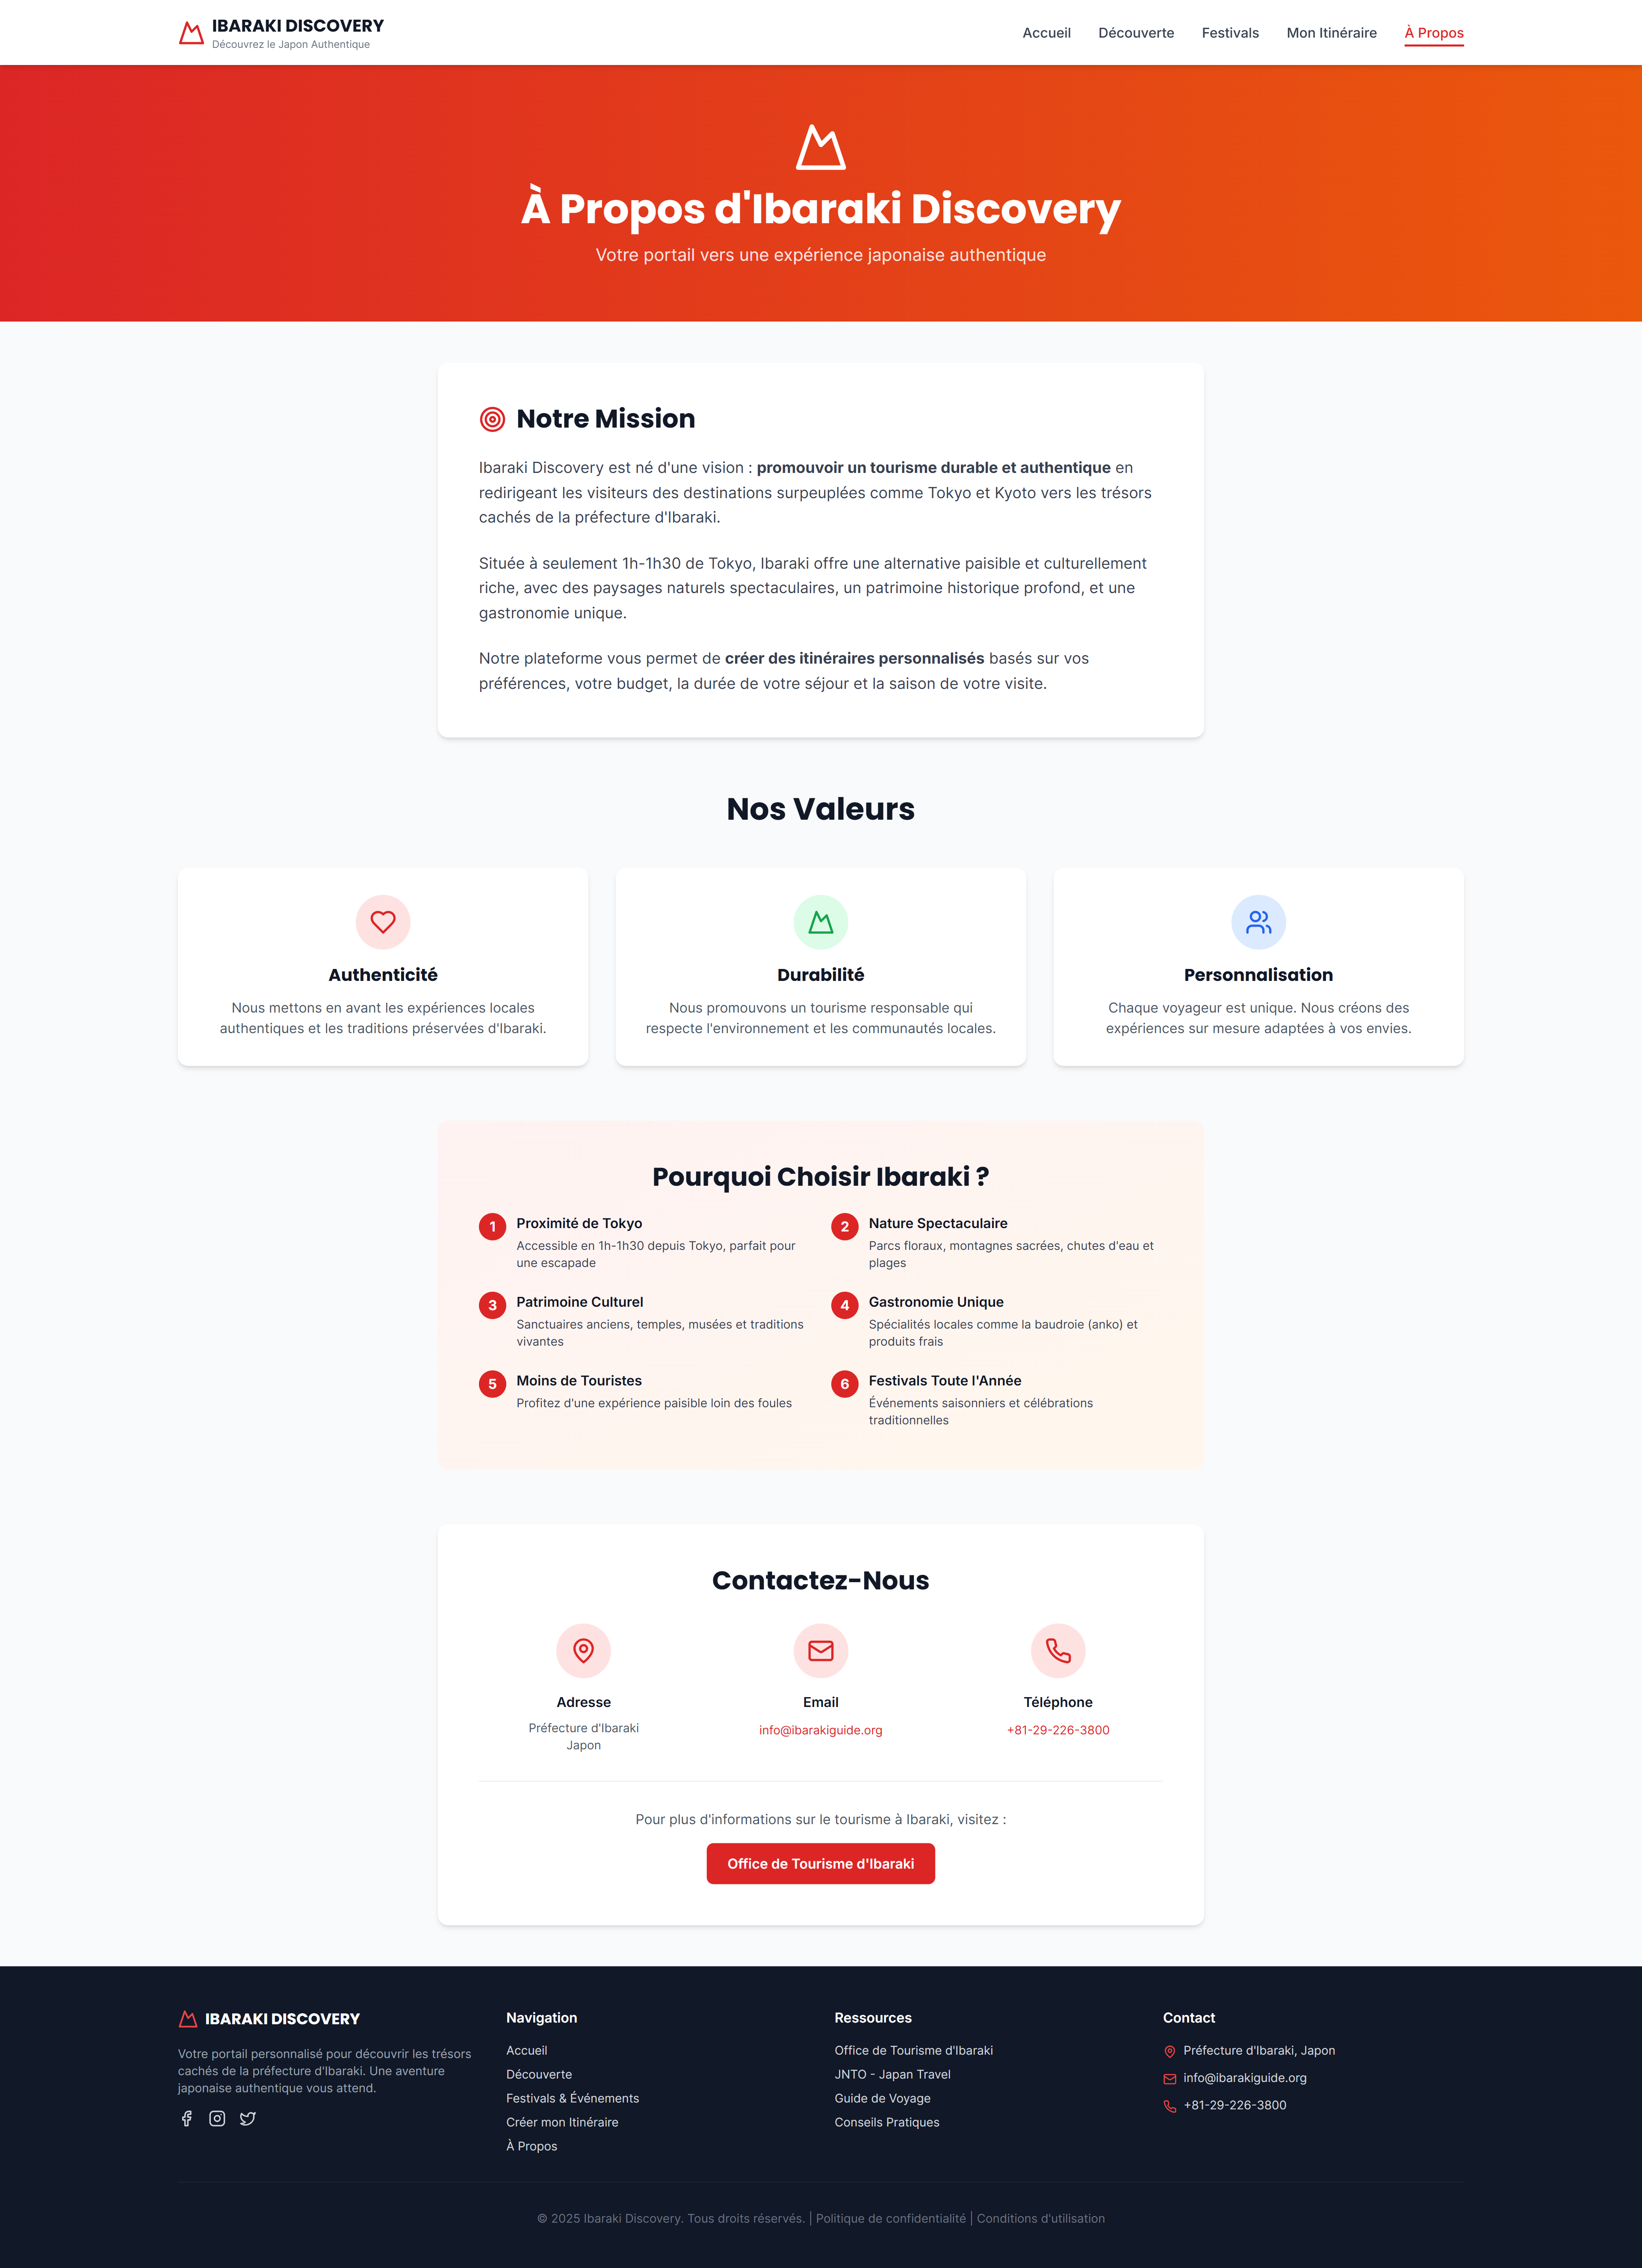 IBARAKI DISCOVERY
Découvrez le Japon Authentique
Accueil
Découverte
Festivals
Mon Itinéraire
À Propos
À Propos d'Ibaraki Discovery
Votre portail vers une expérience japonaise authentique
Notre Mission
Ibaraki Discovery est né d'une vision : promouvoir un tourisme durable et authentique en
redirigeant les visiteurs des destinations surpeuplées comme Tokyo et Kyoto vers les trésors
cachés de la préfecture d'Ibaraki.
Située à seulement 1h-1h30 de Tokyo, Ibaraki offre une alternative paisible et culturellement
riche, avec des paysages naturels spectaculaires, un patrimoine historique profond, et une
gastronomie unique.
Notre plateforme vous permet de créer des itinéraires personnalisés basés sur vos
préférences, votre budget, la durée de votre séjour et la saison de votre visite.
Nos Valeurs
Authenticité
Nous mettons en avant les expériences locales
authentiques et les traditions préservées d'Ibaraki.
Durabilité
Nous promouvons un tourisme responsable qui
respecte l'environnement et les communautés locales.
Personnalisation
Chaque voyageur est unique. Nous créons des
expériences sur mesure adaptées à vos envies.
Pourquoi Choisir Ibaraki ?
1
Proximité de Tokyo
Accessible en 1h-1h30 depuis Tokyo, parfait pour
une escapade
2
Nature Spectaculaire
Parcs floraux, montagnes sacrées, chutes d'eau et
plages
3
Patrimoine Culturel
Sanctuaires anciens, temples, musées et traditions
vivantes
4
Gastronomie Unique
Spécialités locales comme la baudroie (anko) et
produits frais
5
Moins de Touristes
Profitez d'une expérience paisible loin des foules
6
Festivals Toute l'Année
Événements saisonniers et célébrations
traditionnelles
Contactez-Nous
Adresse
Préfecture d'Ibaraki
Japon
Email
info@ibarakiguide.org
Téléphone
+81-29-226-3800
Pour plus d'informations sur le tourisme à Ibaraki, visitez :
Office de Tourisme d'Ibaraki
IBARAKI DISCOVERY
Votre portail personnalisé pour découvrir les trésors
cachés de la préfecture d'Ibaraki. Une aventure
japonaise authentique vous attend.
Navigation
Accueil
Découverte
Festivals & Événements
Créer mon Itinéraire
À Propos
Ressources
Office de Tourisme d'Ibaraki
JNTO - Japan Travel
Guide de Voyage
Conseils Pratiques
Contact
Préfecture d'Ibaraki, Japon
info@ibarakiguide.org
+81-29-226-3800
© 2025 Ibaraki Discovery. Tous droits réservés. | Politique de confidentialité | Conditions d'utilisation